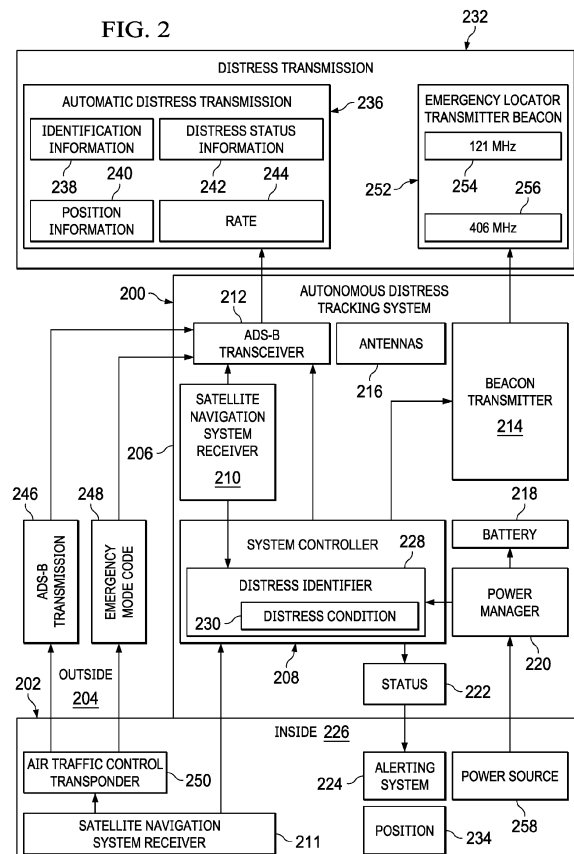 FIG. 2
232
DISTRESS TRANSMISSION
AUTOMATIC DISTRESS TRANSMISSION
236
IDENTIFICATION
INFORMATION
238
DISTRESS STATUS
INFORMATION
242
240
POSITION
INFORMATION
244
RATE
EMERGENCY LOCATOR
TRANSMITTER BEACON
121 MHz
252
254
256
406 MHz
200
AUTONOMOUS DISTRESS
TRACKING SYSTEM
212
ADS-B
TRANSCEIVER
ANTENNAS
216
BEACON
TRANSMITTER
214
206
SATELLITE
NAVIGATION
SYSTEM
RECEIVER
210
246
ADS-B
TRANSMISSION
248
EMERGENCY
MODE CODE
218
BATTERY
SYSTEM CONTROLLER
228
DISTRESS IDENTIFIER
230
DISTRESS CONDITION
208
POWER
MANAGER
220
STATUS
222
202
OUTSIDE
204
INSIDE 226
AIR TRAFFIC CONTROL
TRANSPONDER
250
224
ALERTING
SYSTEM
POWER SOURCE
258
SATELLITE NAVIGATION
SYSTEM RECEIVER
211
POSITION
234